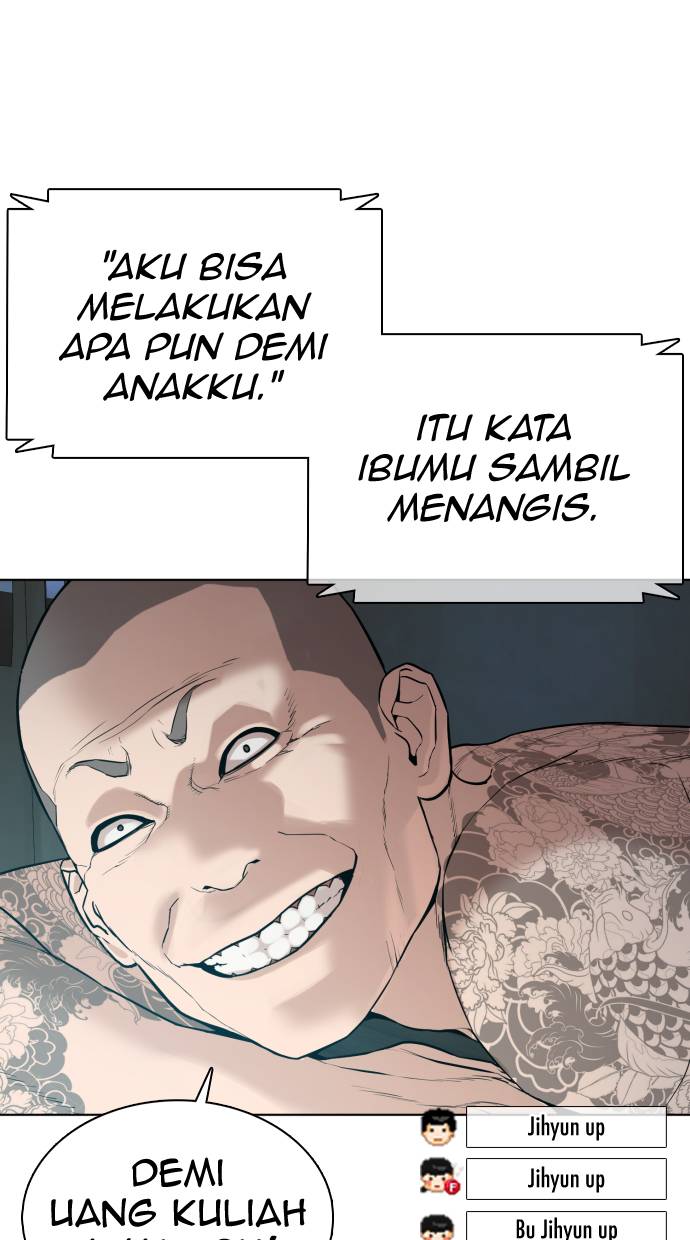 "AKU BISA
MELAKUKAN
APA PUN DEMI
ANAKKU."
ITU KATA
IBUMU SAMBIL
MENANGIS.
Jihyun up
F
Jihyun up
Bu Jihyun up
DEMI
UANG KULIAH